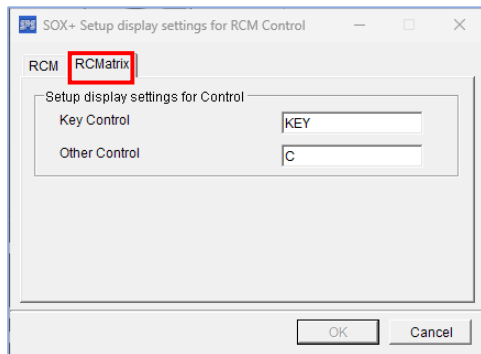 SOX+ Setup display settings for RCM Control
RCM RCMatrix
Setup display settings for Control
Key Control KEY
Other Control C
OK Cancel